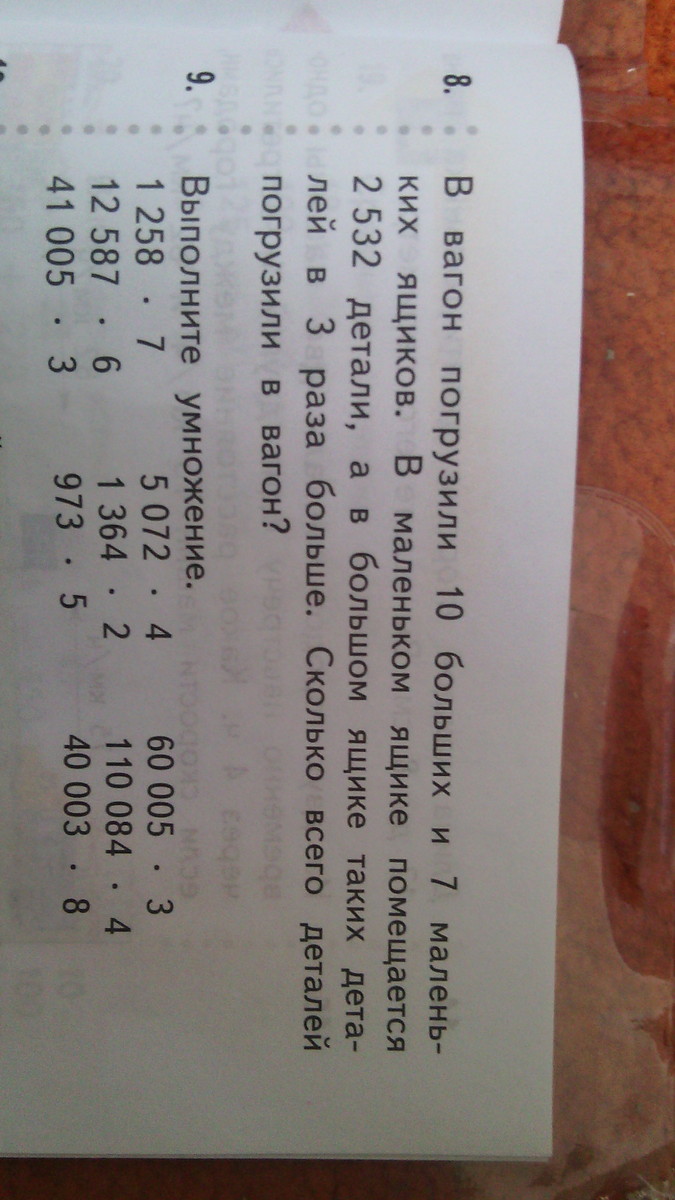 8. В вагон погрузили 10 больших и 7 малень-
ких ящиков. В маленьком ящике помещается
2 532 детали, а в большом ящике таких дета-
лей в 3 раза больше. Сколько всего деталей
погрузили в вагон?
9. Выполните умножение.
1 258 · 7 5 072 · 4 60 005 · 3
12 587 · 6 1 364 · 2 110 084 · 4
41 005 · 3 973 · 5 40 003 · 8